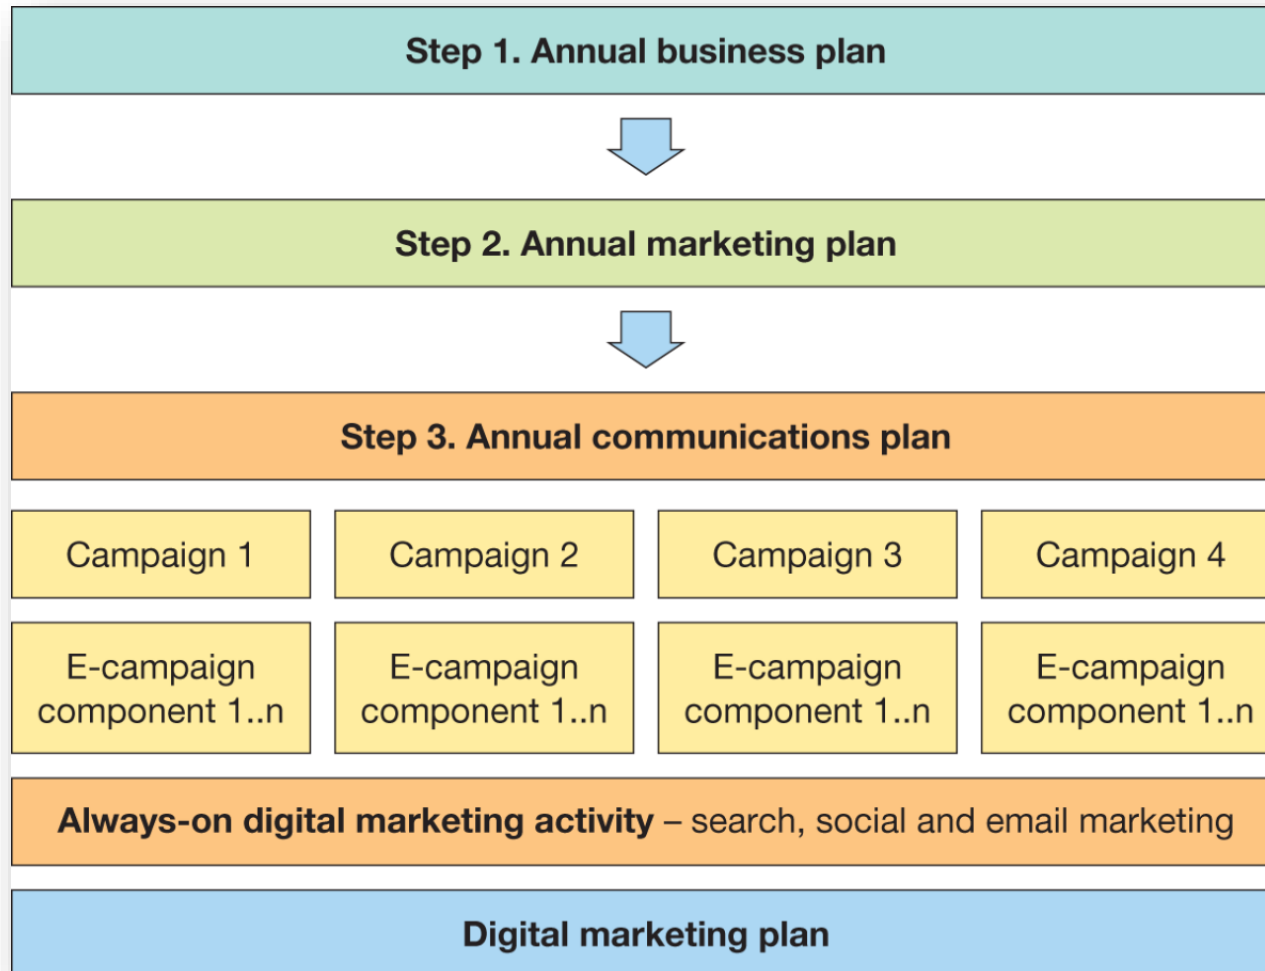 Step 1. Annual business plan
Step 2. Annual marketing plan
Step 3. Annual communications plan
Campaign 1
Campaign 2
Campaign 3
Campaign 4
E-campaign
component 1..n
E-campaign
component 1..n
E-campaign
component 1..n
E-campaign
component 1..n
Always-on digital marketing activity – search, social and email marketing
Digital marketing plan